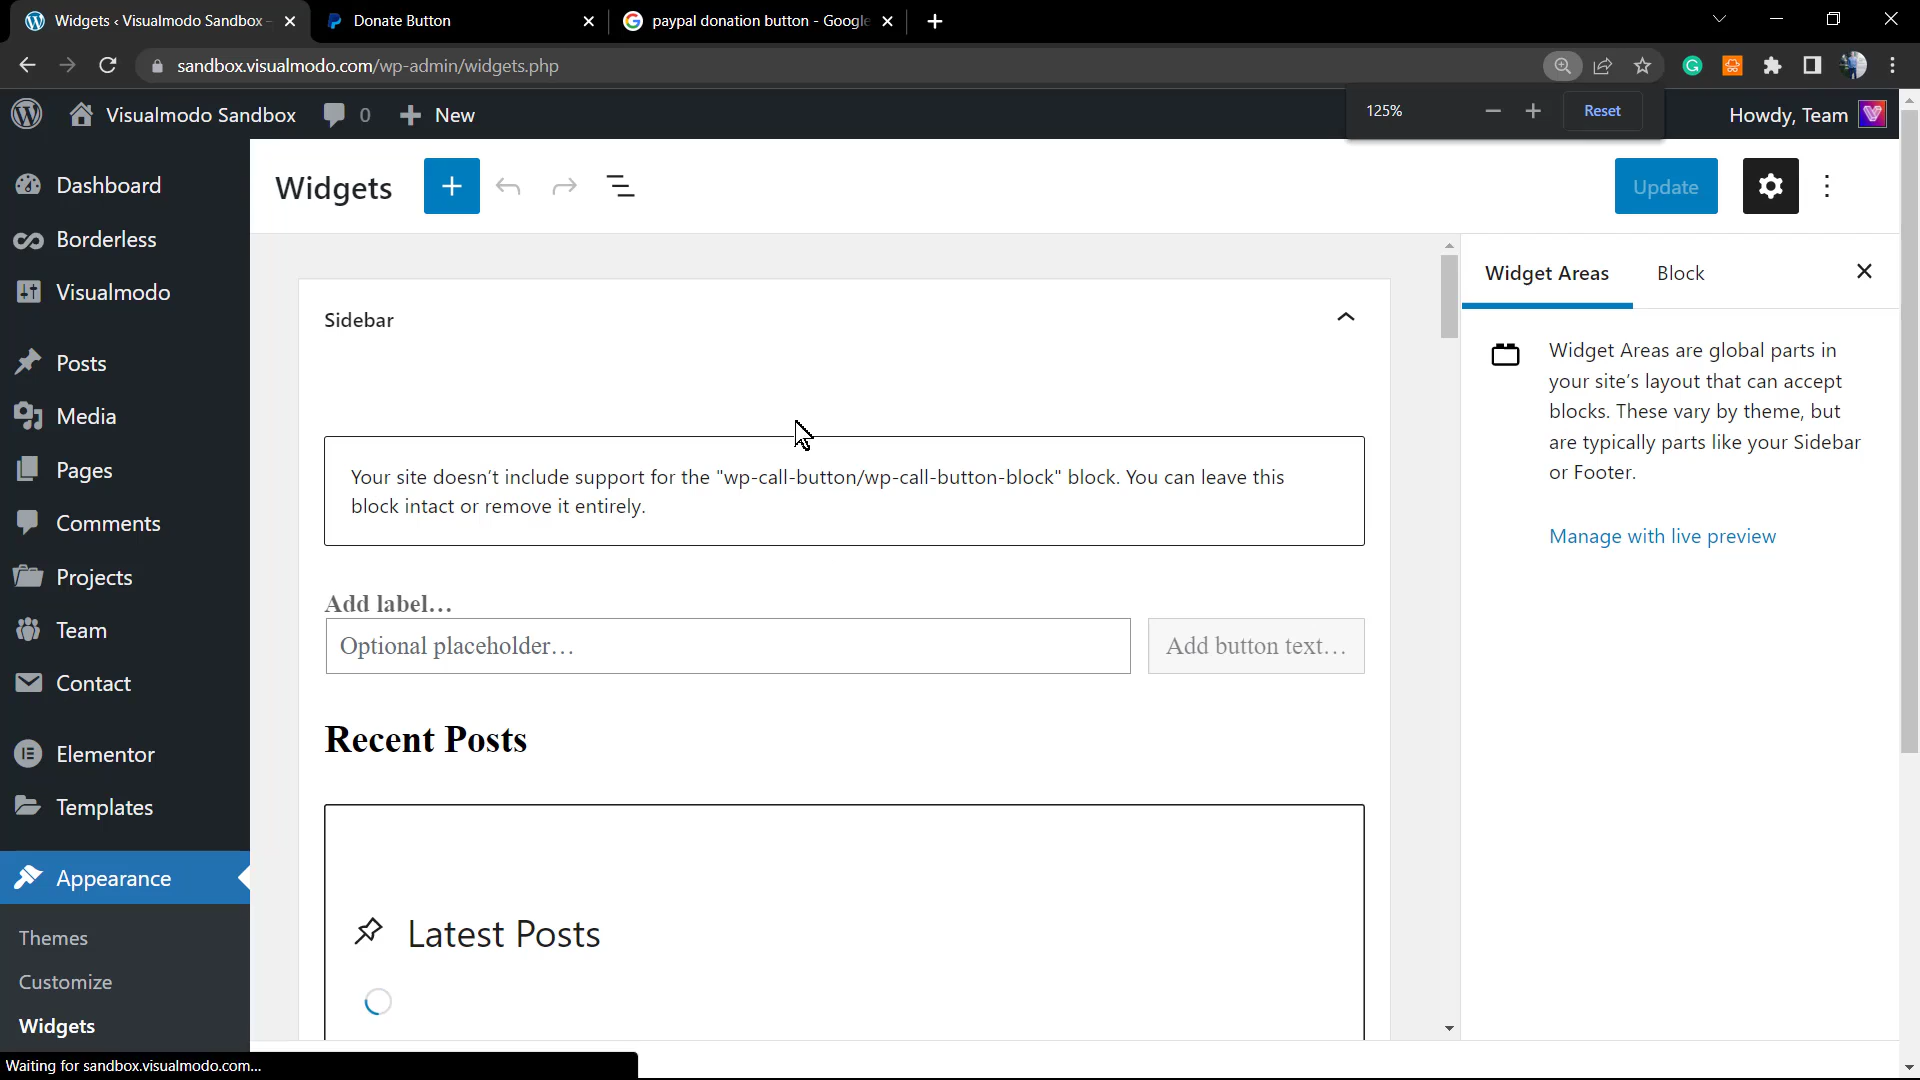 Widgets ‹ Visualmodo Sandbox -
Donate Button
paypal donation button - Google
sandbox.visualmodo.com/wp-admin/widgets.php
Visualmodo Sandbox
0
New
125%
Reset
Howdy, Team
Dashboard
Borderless
Visualmodo
Posts
Media
Pages
Comments
Projects
Team
Contact
Elementor
Templates
Appearance
Themes
Customize
Widgets
Widgets
Update
Sidebar
Your site doesn't include support for the "wp-call-button/wp-call-button-block" block. You can leave this
block intact or remove it entirely.
Add label…
Optional placeholder…
Add button text…
Recent Posts
Latest Posts
Widget Areas
Block
Widget Areas are global parts in
your site's layout that can accept
blocks. These vary by theme, but
are typically parts like your Sidebar
or Footer.
Manage with live preview
Waiting for sandbox.visualmodo.com...